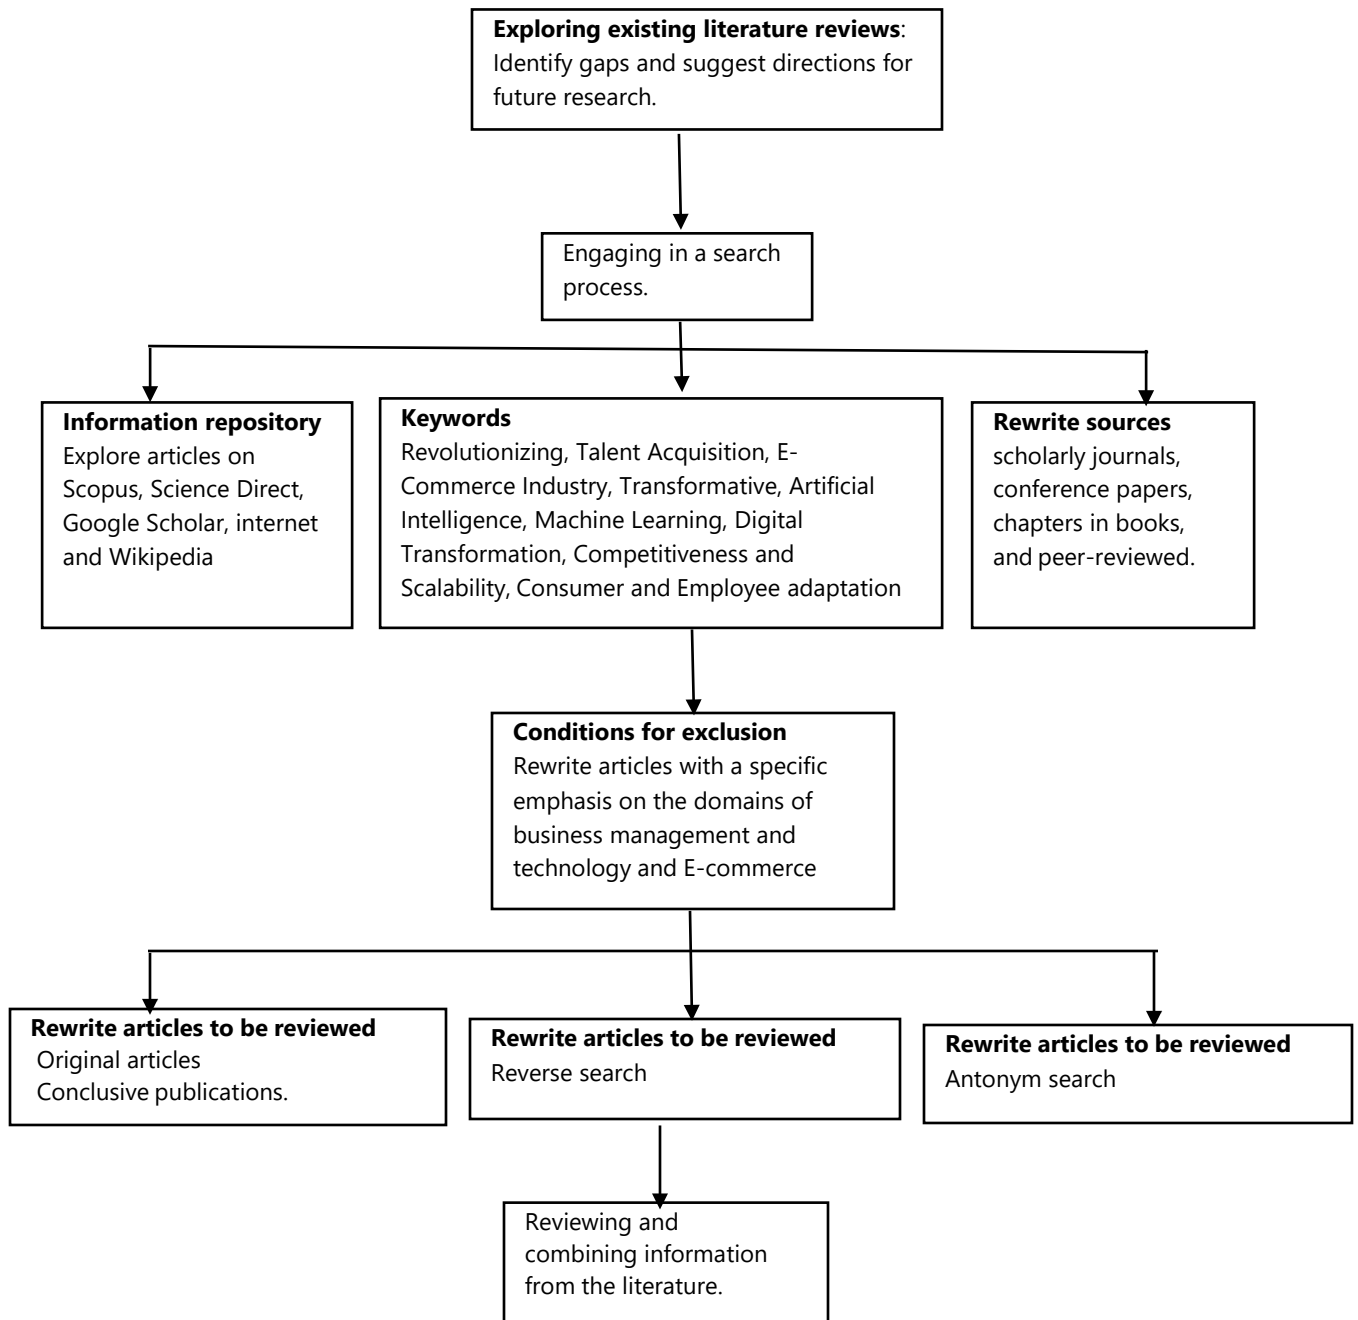 Exploring existing literature reviews:
Identify gaps and suggest directions for
future research.
Engaging in a search
process.
Information repository
Explore articles on
Scopus, Science Direct,
Google Scholar, internet
and Wikipedia
Keywords
Revolutionizing, Talent Acquisition, E-
Commerce Industry, Transformative, Artificial
Intelligence, Machine Learning, Digital
Transformation, Competitiveness and
Scalability, Consumer and Employee adaptation
Rewrite sources
scholarly journals,
conference papers,
chapters in books,
and peer-reviewed.
Conditions for exclusion
Rewrite articles with a specific
emphasis on the domains of
business management and
technology and E-commerce
Rewrite articles to be reviewed
Original articles
Conclusive publications.
Rewrite articles to be reviewed
Reverse search
Rewrite articles to be reviewed
Antonym search
Reviewing and
combining information
from the literature.